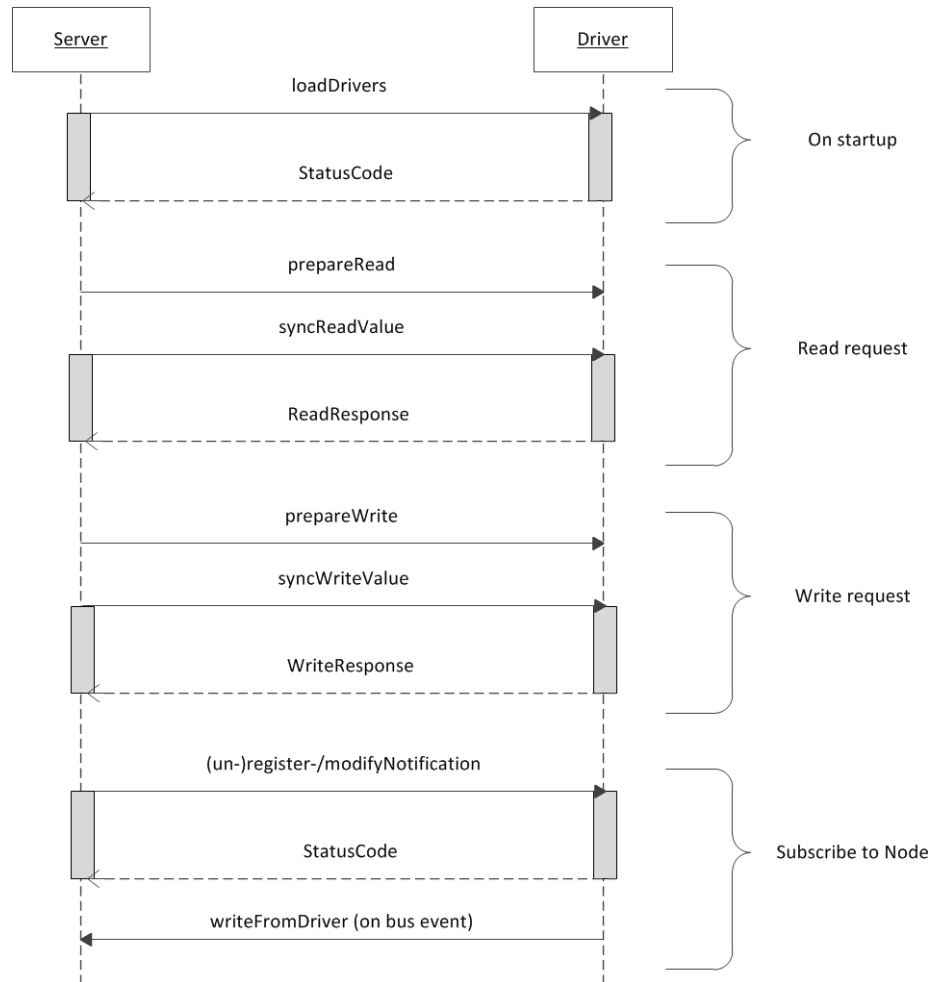 Server
Driver
loadDrivers
On startup
StatusCode
prepareRead
syncReadValue
Read request
ReadResponse
prepareWrite
syncWriteValue
Write request
WriteResponse
(un-)register-/modifyNotification
StatusCode
Subscribe to Node
writeFromDriver (on bus event)